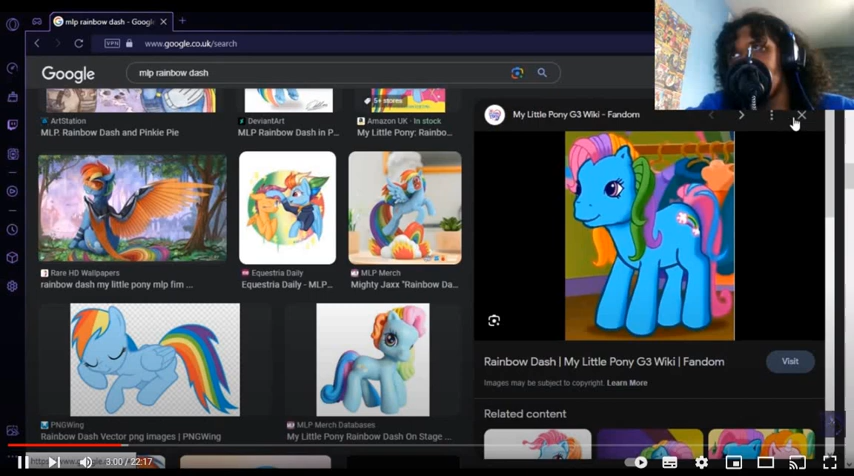 mlp rainbow dash - Google
VPN
www.google.co.uk/search
Google
mlp rainbow dash
5+ stores
ArtStation
MLP. Rainbow Dash and Pinkie Pie
DeviantArt
MLP Rainbow Dash in P...
Amazon UK · In stock
My Little Pony: Rainbo...
My Little Pony G3 Wiki - Fandom
Rare HD Wallpapers
rainbow dash my little pony mlp fim ...
Equestria Daily
Equestria Daily - MLP...
MLP Merch
Mighty Jaxx "Rainbow Da...
Rainbow Dash | My Little Pony G3 Wiki | Fandom
Visit
Images may be subject to copyright. Learn More
PNGWing
Rainbow Dash Vector png Images | PNGWing
MLP Merch Databases
My Little Pony Rainbow Dash On Stage ...
Related content
3:00 / 22:17